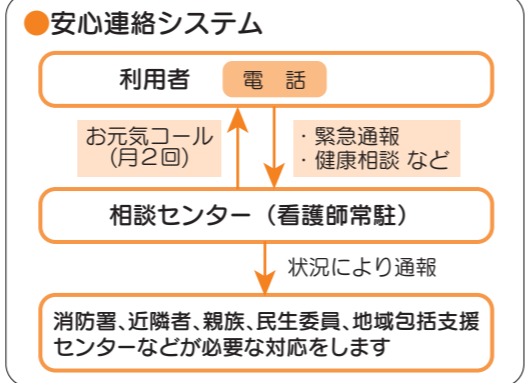 ●安心連絡システム
利用者 電 話
お元気コール
(月2回)
・緊急通報
・健康相談 など
相談センター（看護師常駐）
状況により通報
消防署、近隣者、親族、民生委員、地域包括支援
センターなどが必要な対応をします